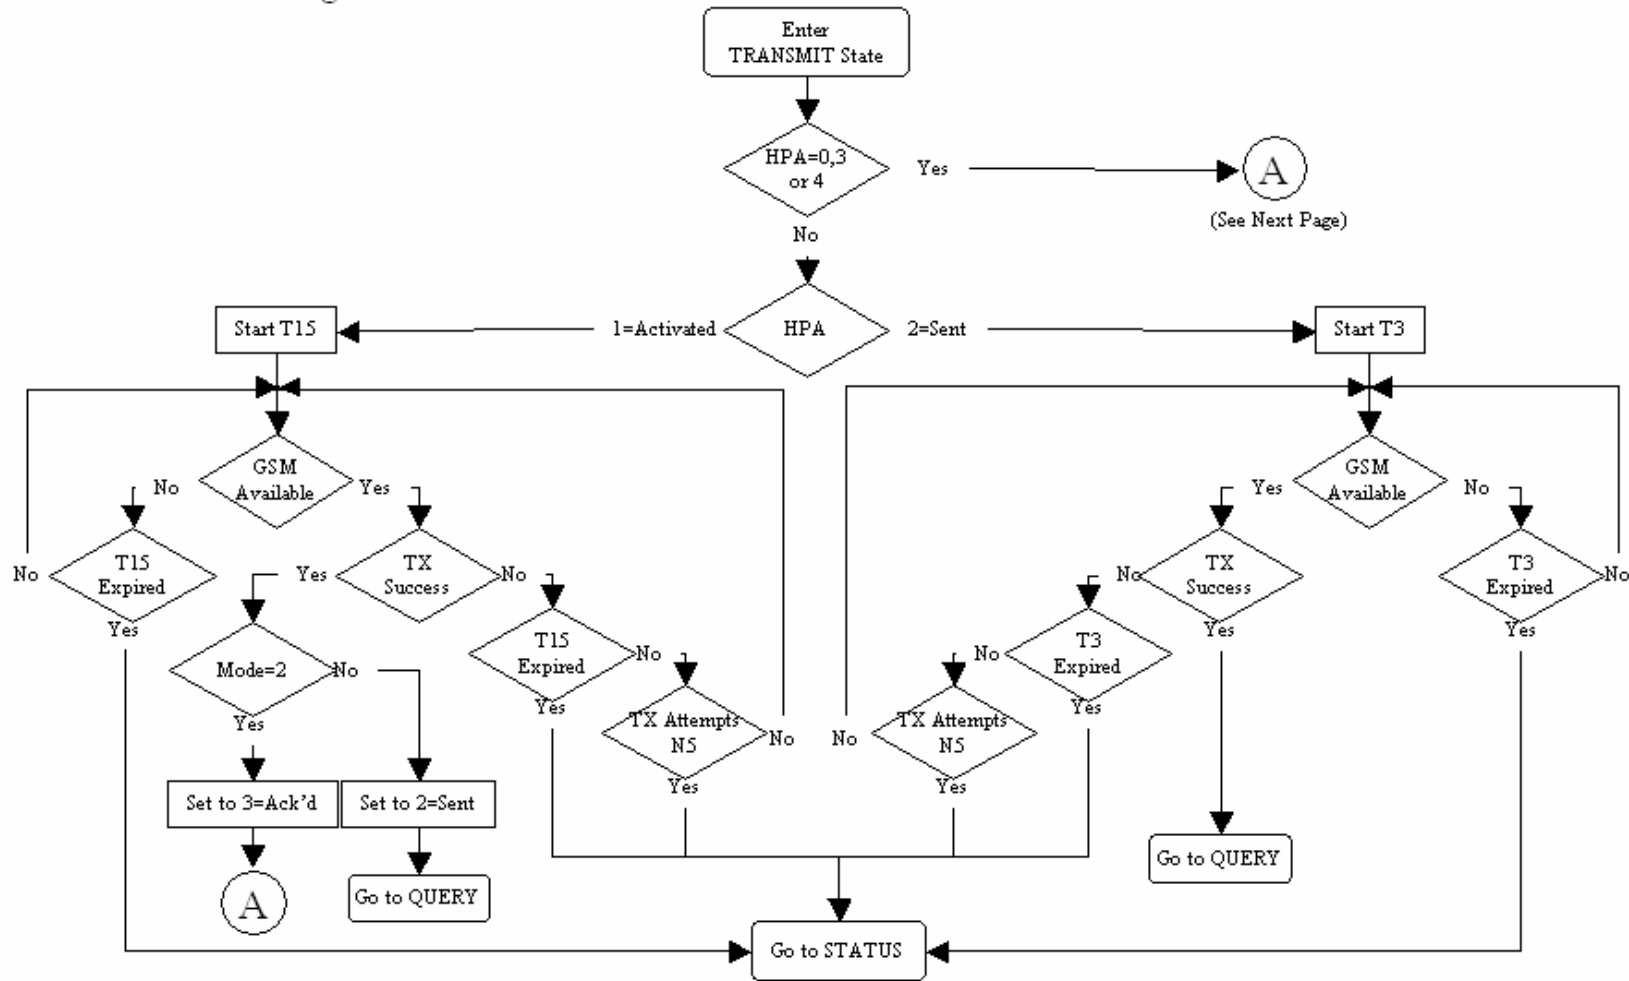 Enter
TRANSMIT State
HPA=0,3
or 4
Yes
A
(See Next Page)
No
Start T15
1=Activated
HPA
2=Sent
Start T3
GSM
Available
No
Yes
GSM
Available
Yes
No
No
T15
Expired
Yes
Yes
TX
Success
No
No
TX
Success
Yes
T3
Expired
No
Yes
Mode=2
No
Yes
T15
Expired
No
Yes
No
T3
Expired
Yes
TX Attempts
N5
No
Yes
No
TX Attempts
N5
Yes
Set to 3=Ack'd
Set to 2=Sent
A
Go to QUERY
Go to QUERY
Go to STATUS